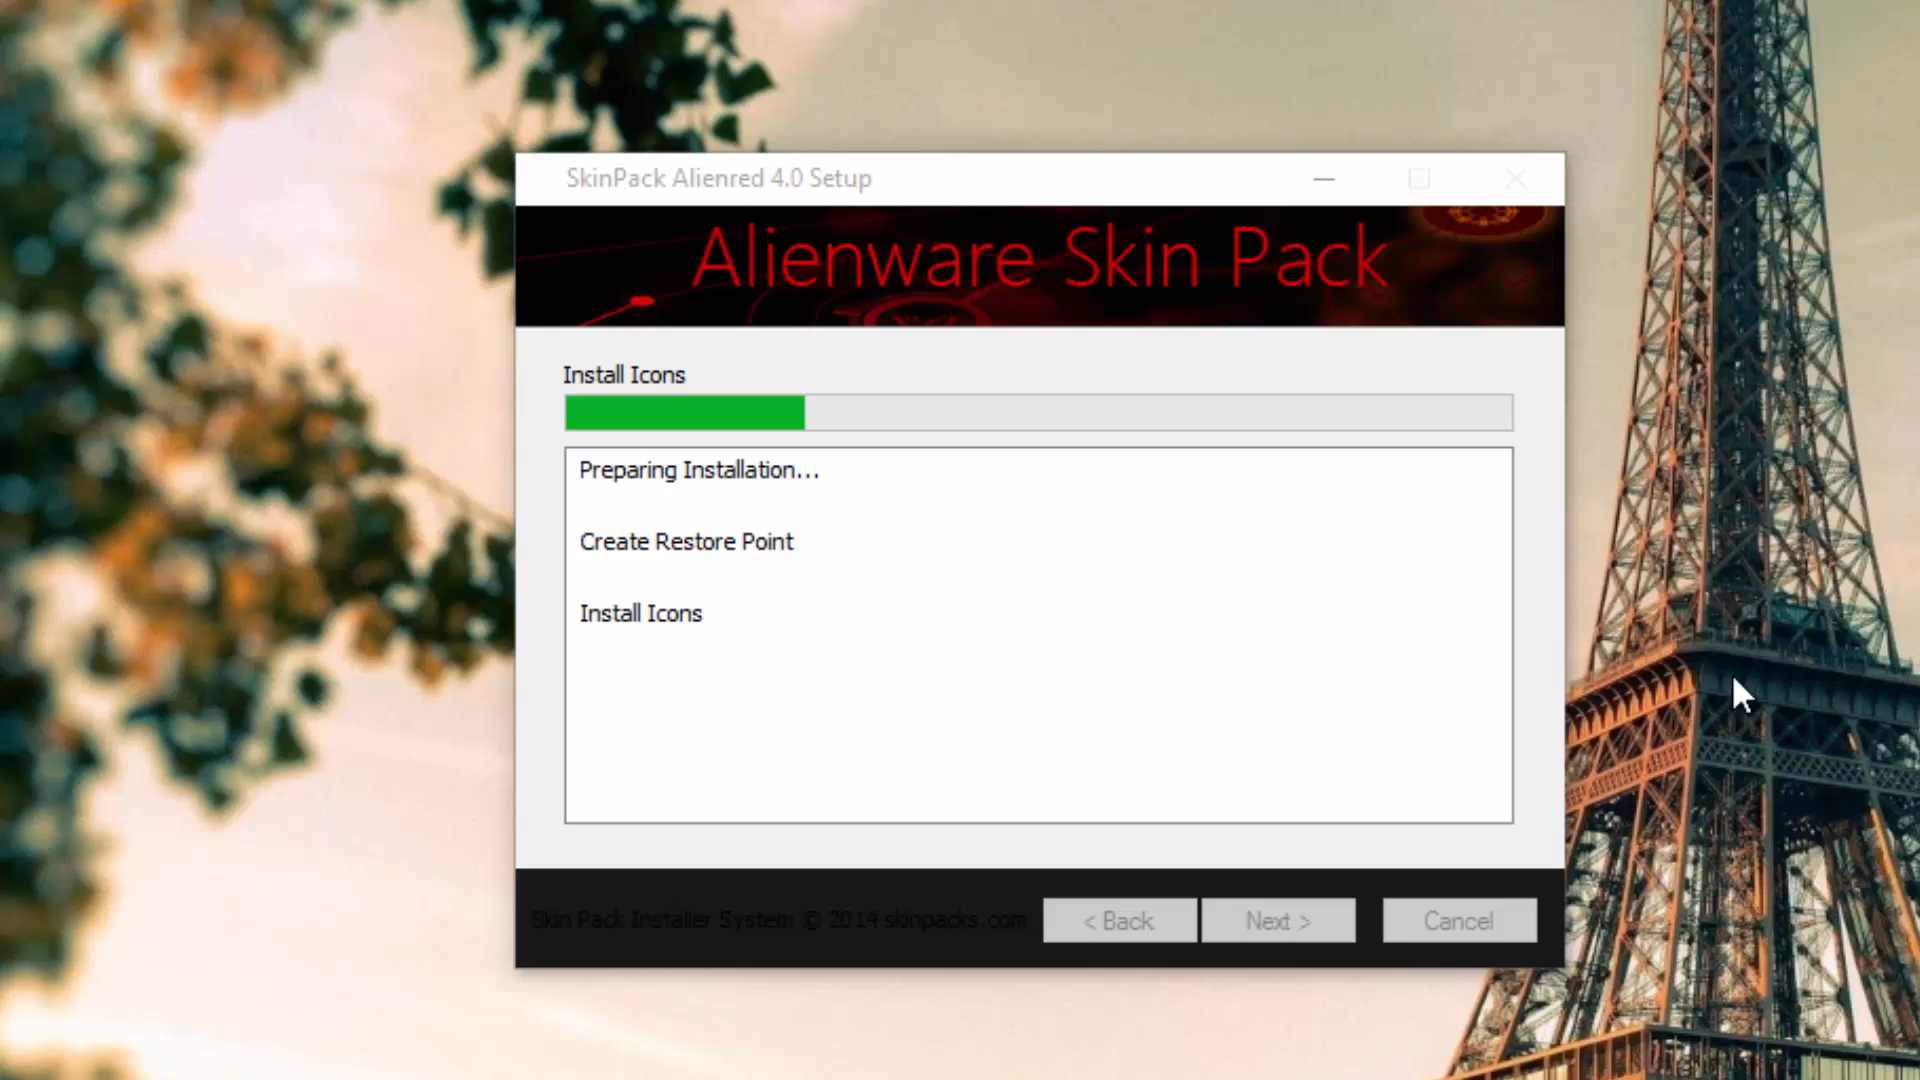 SkinPack Alienred 4.0 Setup
Alienware Skin Pack
Install Icons
Preparing Installation...
Create Restore Point
Install Icons
Skin Pack Installer System © 2014 skinpacks.com
< Back
Next >
Cancel